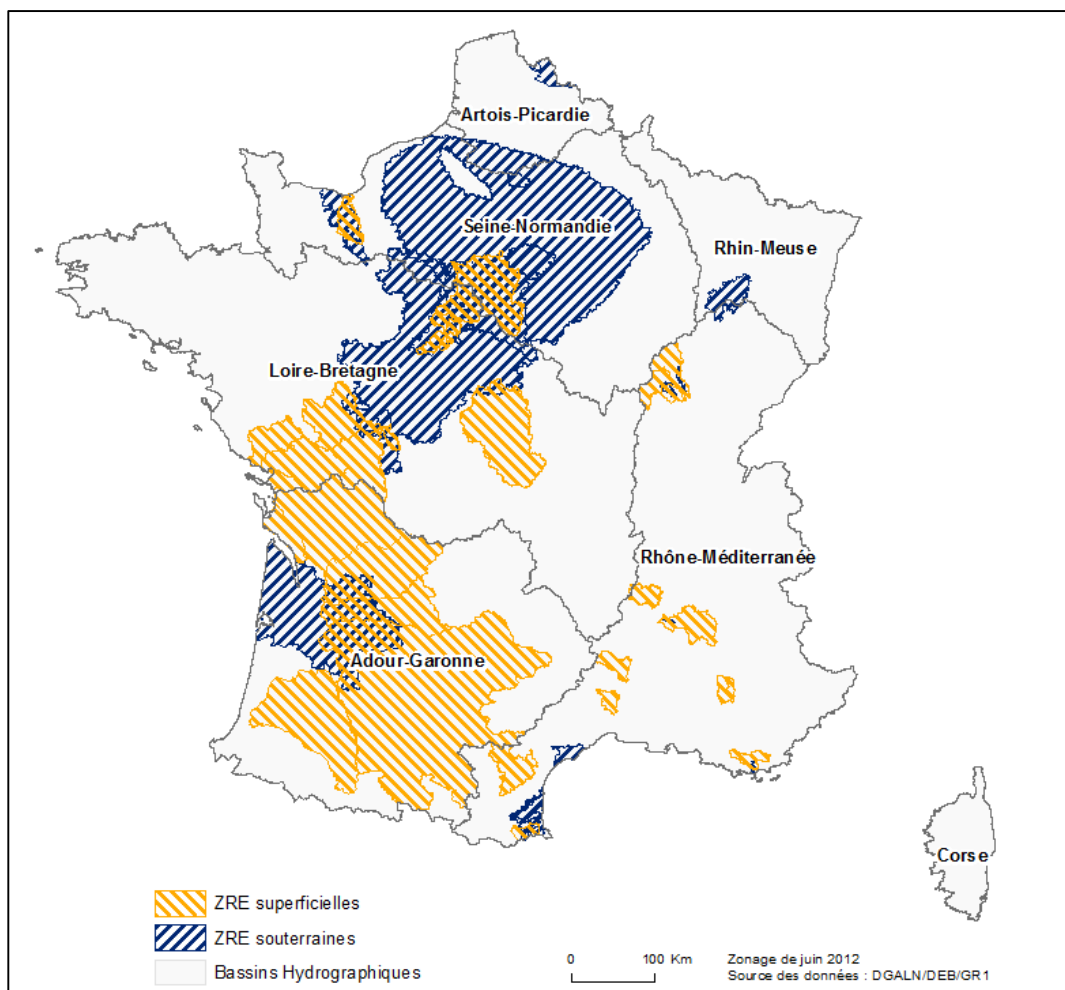 Artois-Picardie
Seine-Normandie
Rhin-Meuse
Loire-Bretagne
Rhône-Méditerranée
Adour-Garonne
Corse
ZRE superficielles
ZRE souterraines
Bassins Hydrographiques
0 100 Km
Zonage de juin 2012
Source des données : DGALN/DEB/GR1